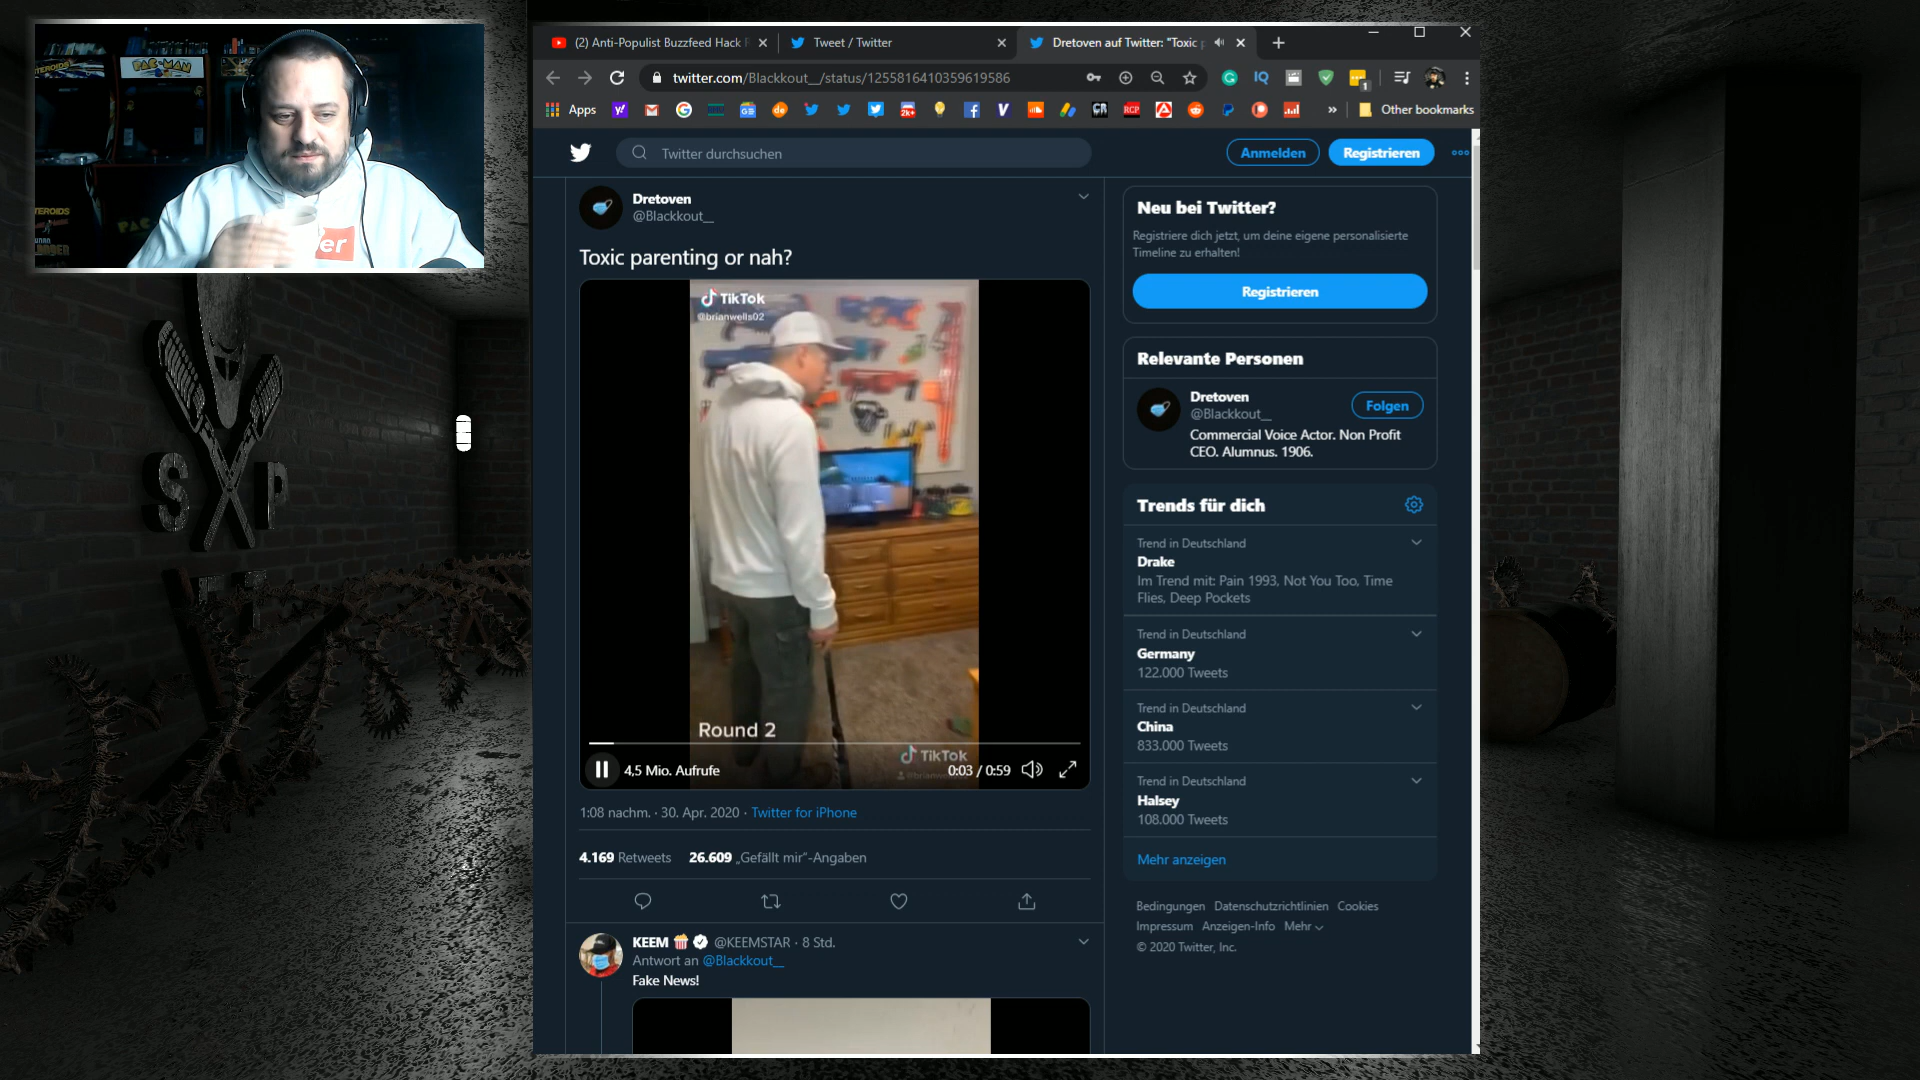 (2) Anti-Populist Buzzfeed Hack
Tweet / Twitter
Dretoven auf Twitter: "Toxic
twitter.com/Blackkout__/status/1255816410359619586
Apps
Other bookmarks
Twitter durchsuchen
Anmelden
Registrieren
Dretoven
@Blackkout__
Toxic parenting or nah?
TikTok
@brianwells02
Round 2
TikTok
4,5 Mio. Aufrufe
0:03 / 0:59
1:08 nachm. · 30. Apr. 2020 · Twitter for iPhone
4.169 Retweets 26.609 „Gefällt mir“-Angaben
KEEM @KEEMSTAR · 8 Std.
Antwort an @Blackkout__
Fake News!
Neu bei Twitter?
Registriere dich jetzt, um deine eigene personalisierte
Timeline zu erhalten!
Registrieren
Relevante Personen
Dretoven
@Blackkout__
Folgen
Commercial Voice Actor. Non Profit
CEO. Alumnus. 1906.
Trends für dich
Trend in Deutschland
Drake
Im Trend mit: Pain 1993, Not You Too, Time
Flies, Deep Pockets
Trend in Deutschland
Germany
122.000 Tweets
Trend in Deutschland
China
833.000 Tweets
Trend in Deutschland
Halsey
108.000 Tweets
Mehr anzeigen
Bedingungen Datenschutzrichtlinien Cookies
Impressum Anzeigen-Info Mehr
© 2020 Twitter, Inc.
PAC-MAN
er
S P